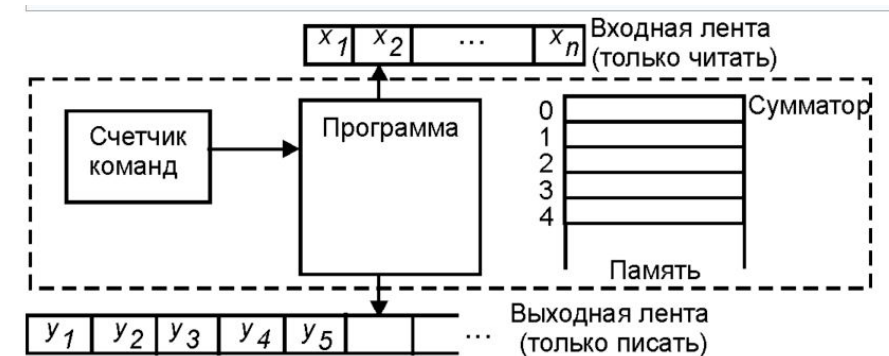 x1 x2 ... xn
Входная лента
(только читать)
Счетчик
команд
Программа
0
1
2
3
4
Сумматор
Память
y1 y2 y3 y4 y5 ...
Выходная лента
(только писать)